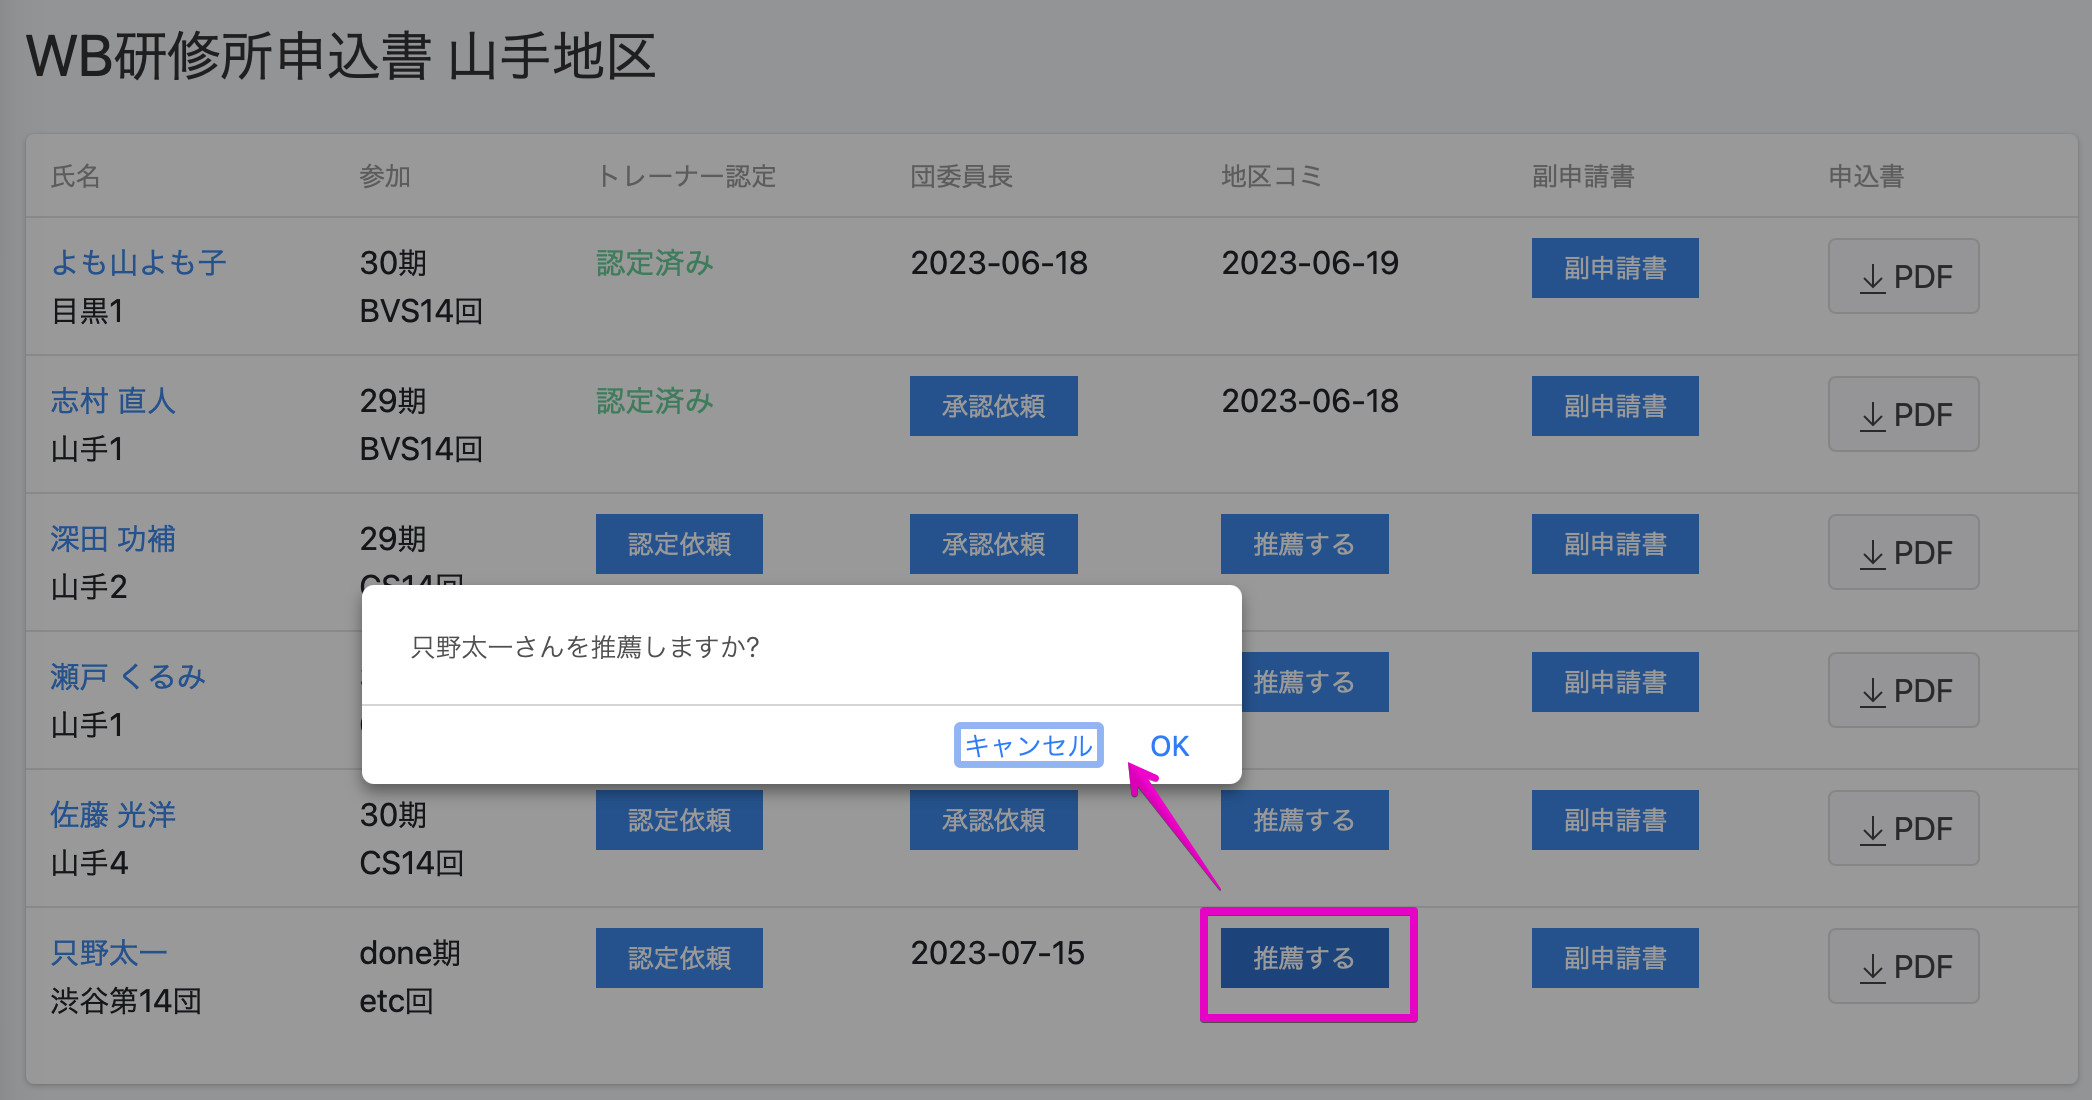 WB研修所申込書 山手地区
氏名 参加 トレーナー認定 団委員長 地区コミ 副申請書 申込書
よも山よも子 30期 認定済み 2023-06-18 2023-06-19 副申請書 PDF
目黒1 BVS14回
志村 直人 29期 認定済み 承認依頼 2023-06-18 副申請書 PDF
山手1 BVS14回
深田 功補 29期 認定依頼 承認依頼 推薦する 副申請書 PDF
山手2 CS14回
只野太一さんを推薦しますか?
キャンセル OK
瀬戸 くるみ 推薦する 副申請書 PDF
山手1
佐藤 光洋 30期 認定依頼 承認依頼 推薦する 副申請書 PDF
山手4 CS14回
只野太一 done期 認定依頼 2023-07-15 推薦する 副申請書 PDF
渋谷第14団 etc回